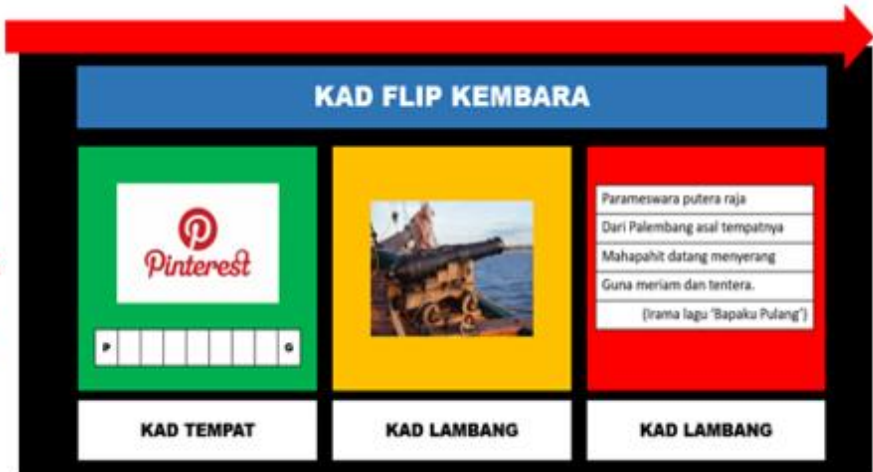 KAD FLIP KEMBARA
Pinterest
P G
KAD TEMPAT
KAD LAMBANG
Parameswara putera raja
Dari Palembang asal tempatnya
Mahapahit datang menyerang
Guna meriam dan tentera.
(Irama lagu 'Bapaku Pulang')
KAD LAMBANG